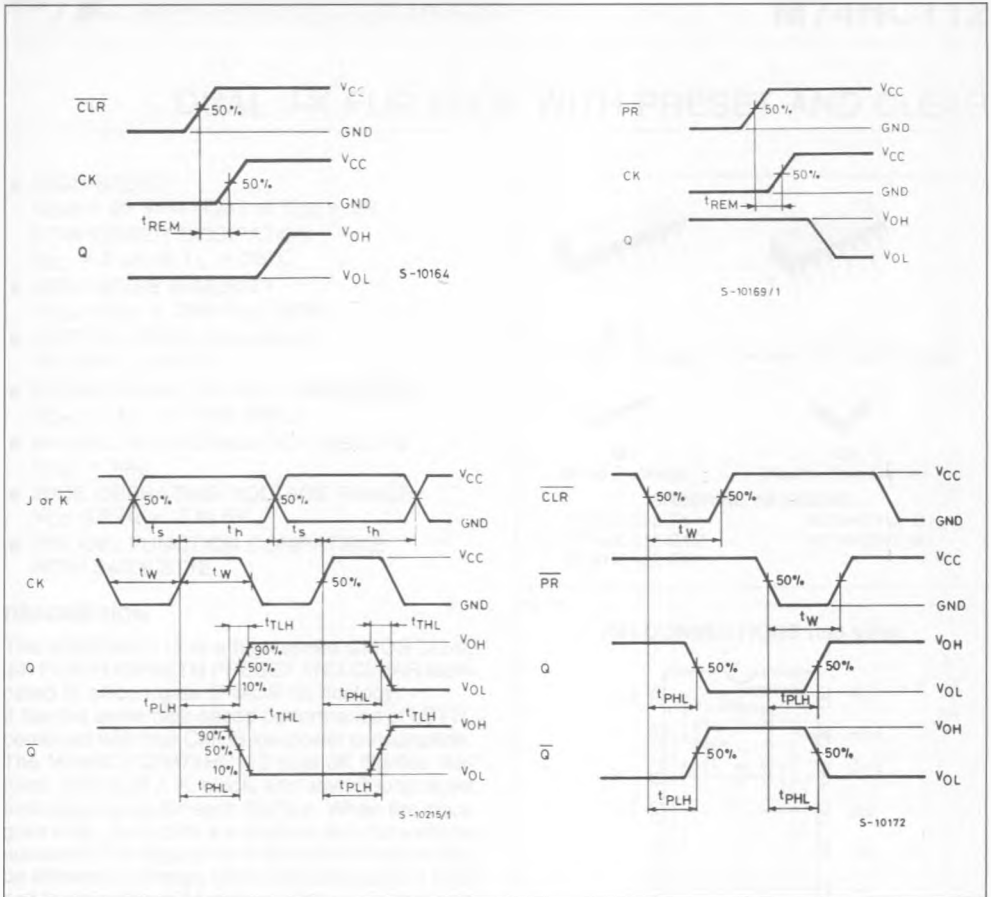 CLR
50%
VCC
GND
CK
50%
VCC
GND
tREM
Q
VOH
VOL
S-10164
PR
50%
VCC
GND
CK
50%
VCC
GND
tREM
Q
VOH
VOL
S-10169/1
J or K
50% 50%
VCC
ts th ts th
GND
CK
tW tW
50%
VCC
GND
tTLH tTHL
Q
90%
50%
10%
VOH
VOL
tPLH tPHL
tTHL tTLH
Q
90%
50%
10%
VOH
VOL
tPHL tPLH
S-10215/1
CLR
50% 50%
VCC
tW
GND
PR
50% 50%
VCC
GND
tW
Q
50% 50%
VOH
VOL
tPHL tPLH
Q
50% 50%
VOH
VOL
tPLH tPHL
S-10172